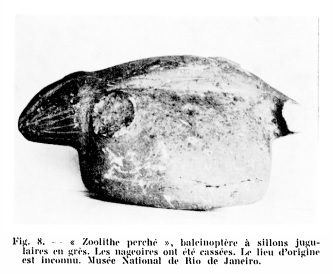 Fig. 8. -- « Zoolithe perché », balcinoptère à sillons jugu-
laires en grès. Les nageoires ont été cassées. Le lieu d'origine
est inconnu. Musée National de Rio de Janeiro.